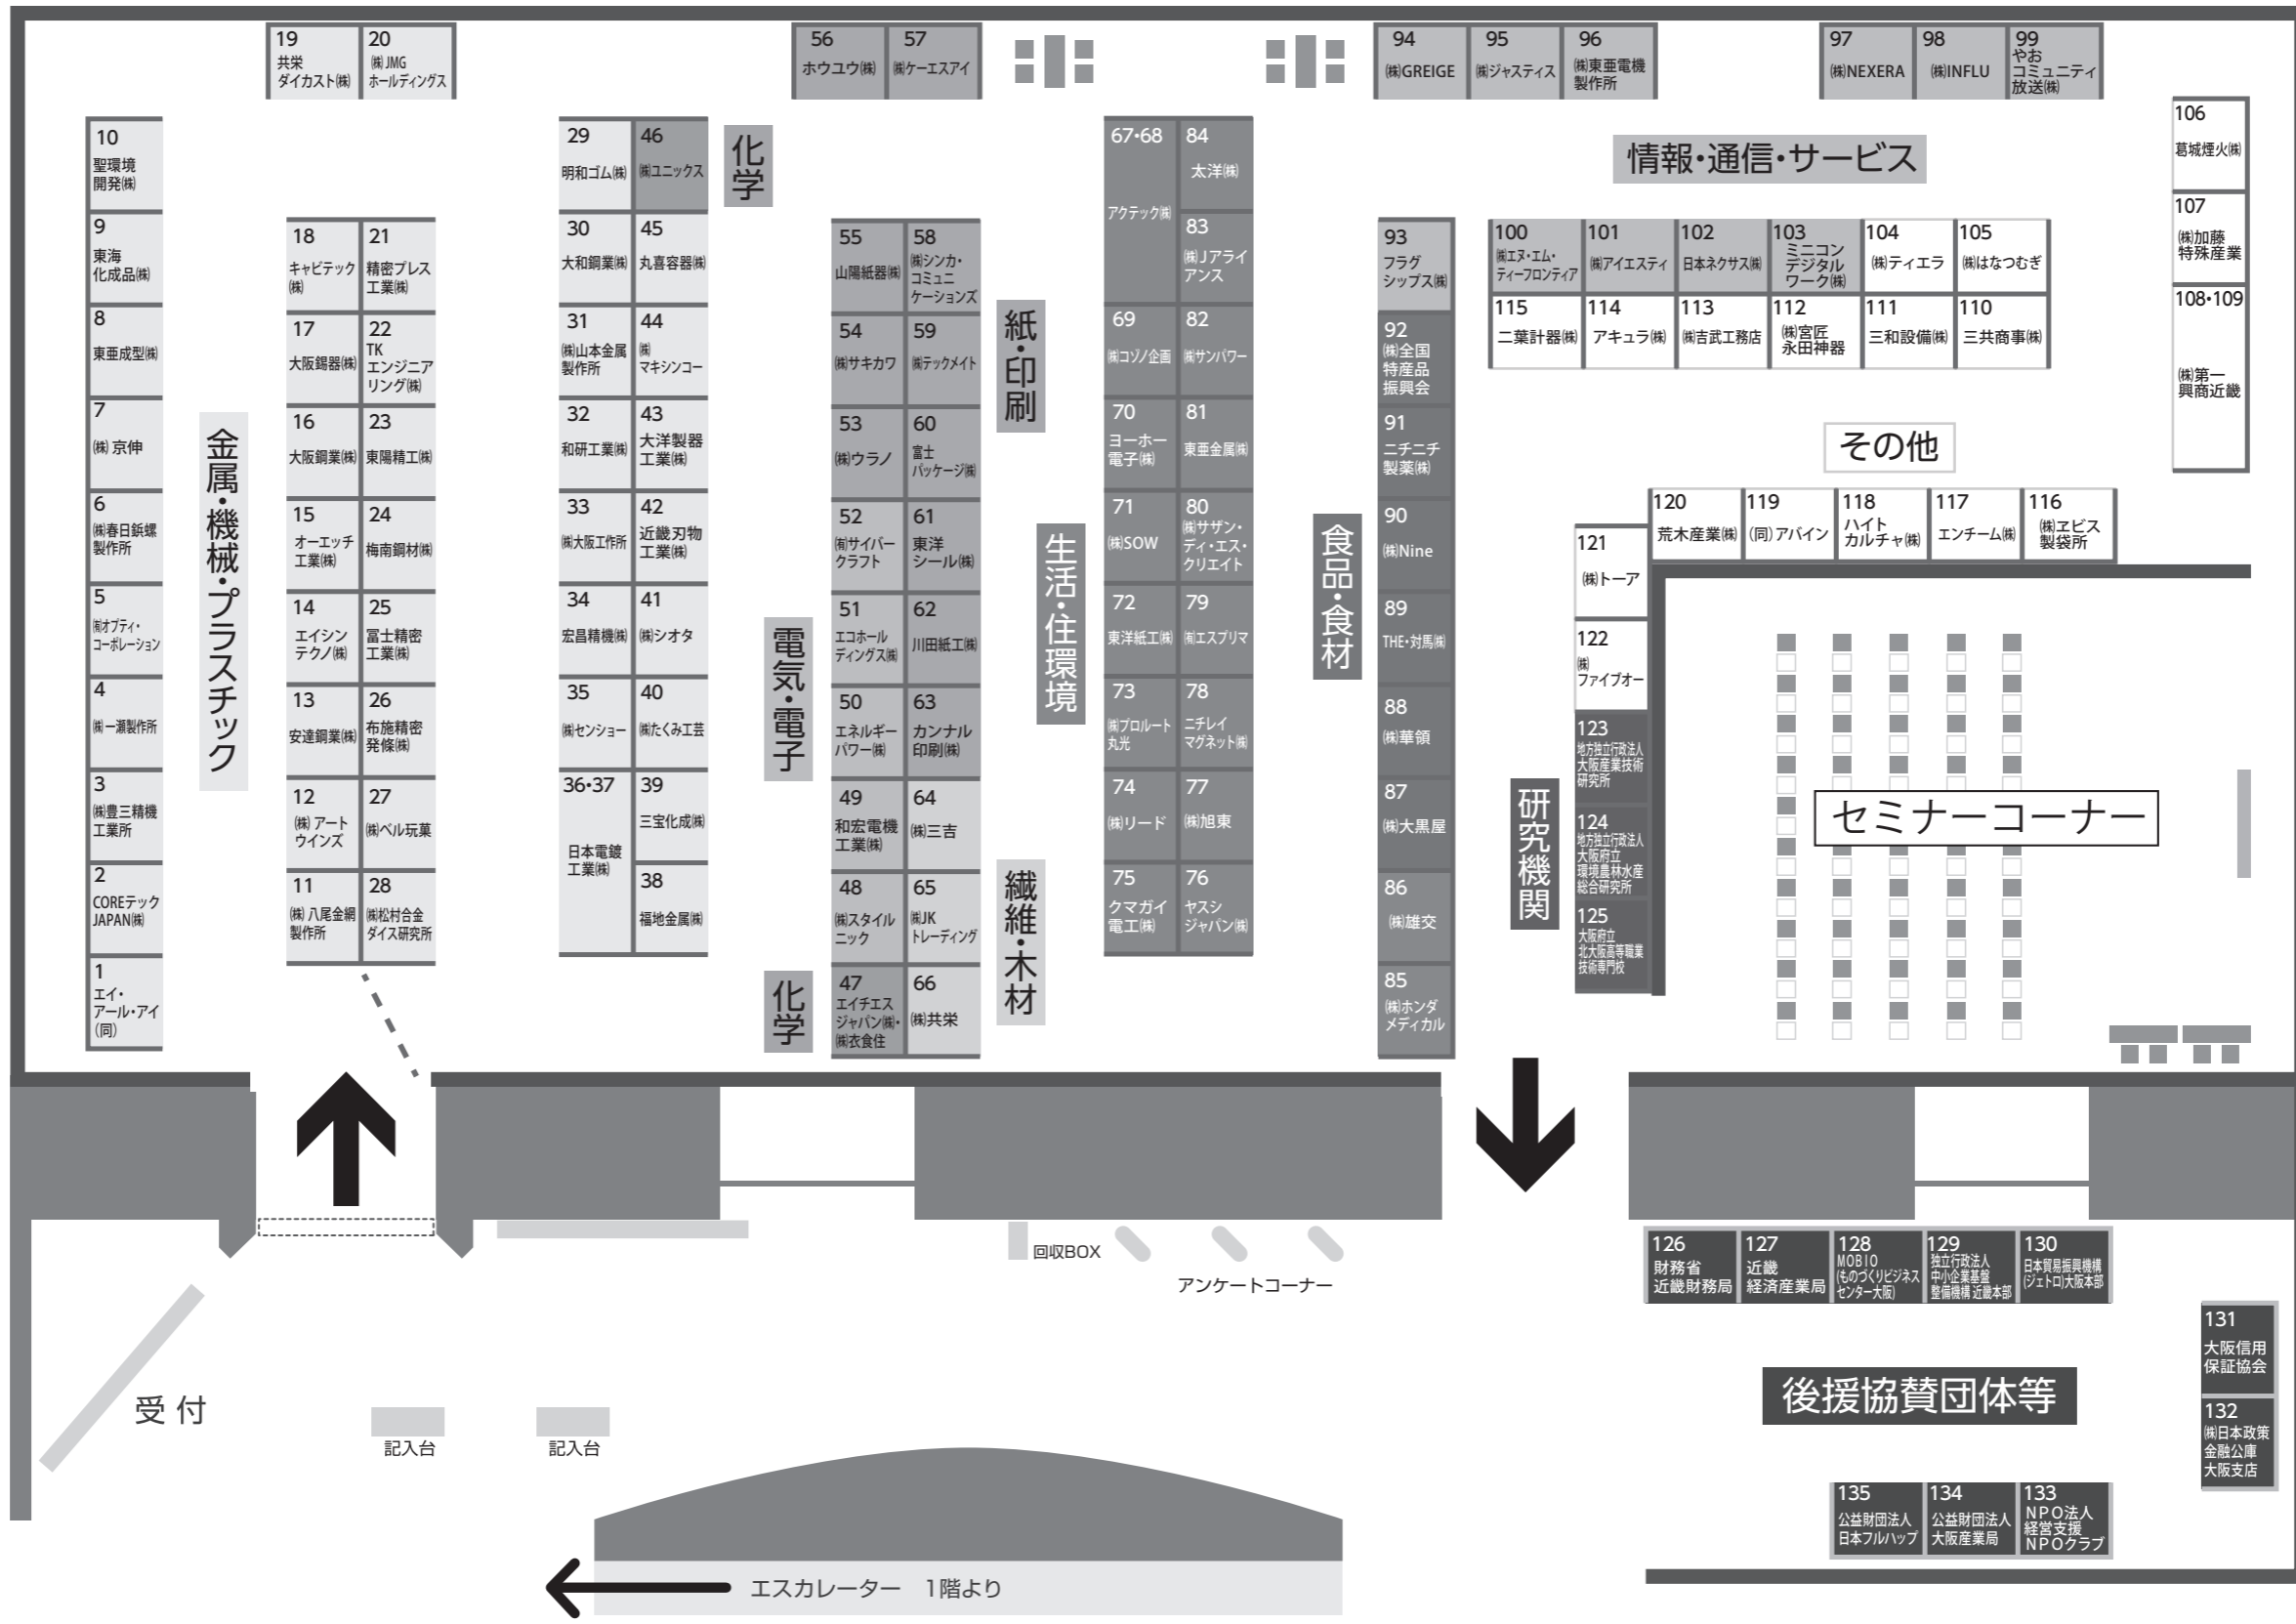 19
共栄
ダイカスト㈱
20
㈱JMG
ホールディングス
56
ホウユウ㈱
57
㈱ケーエスアイ
94
㈱GREIGE
95
㈱ジャスティス
96
㈱東亜電機
製作所
97
㈱NEXERA
98
㈱INFLU
99
やお
コミュニティ
放送㈱
10
聖環境
開発㈱
9
東海
化成品㈱
8
東亜成型㈱
7
㈱京伸
6
㈱春日鋲螺
製作所
5
㈲オプティ・
コーポレーション
4
㈱一瀬製作所
3
㈱豊三精機
工業所
2
COREテック
JAPAN㈱
1
エイ・
アール・アイ
(同)
金属・機械・プラスチック
18
キャビテック
㈱
21
精密プレス
工業㈱
17
大阪錫器㈱
22
TK
エンジニア
リング㈱
16
大阪鋼業㈱
23
東陽精工㈱
15
オーエッチ
工業㈱
24
梅南鋼材㈱
14
エイシン
テクノ㈱
25
冨士精密
工業㈱
13
安達鋼業㈱
26
布施精密
発條㈱
12
㈱アート
ウインズ
27
㈱ベル玩菓
11
㈱八尾金網
製作所
28
㈱松村合金
ダイス研究所
29
明和ゴム㈱
46
㈱ユニックス
30
大和鋼業㈱
45
丸喜容器㈱
31
㈱山本金属
製作所
44
㈱
マキシンコー
32
和研工業㈱
43
大洋製器
工業㈱
33
㈱大阪工作所
42
近畿刃物
工業㈱
34
宏昌精機㈱
41
㈱シオタ
35
㈱センショー
40
㈱たくみ工芸
36・37
日本電鍍
工業㈱
39
三宝化成㈱
38
福地金属㈱
化学
電気・電子
化学
55
山陽紙器㈱
58
㈱シンカ・
コミュニ
ケーションズ
54
㈱サキカワ
59
㈱テックメイト
53
㈱ウラノ
60
富士
パッケージ㈱
52
㈲サイバー
クラフト
61
東洋
シール㈱
51
エコホール
ディングス㈱
62
川田紙工㈱
50
エネルギー
パワー㈱
63
カンナル
印刷㈱
49
和宏電機
工業㈱
64
㈱三吉
48
㈱スタイル
ニック
65
㈱JK
トレーディング
47
エイチエス
ジャパン㈱・
㈱衣食住
66
㈱共栄
紙・印刷
繊維・木材
生活・住環境
67・68
アクテック㈱
84
太洋㈱
83
㈱Jアライ
アンス
69
㈱コゾノ企画
82
㈱サンパワー
70
ヨーホー
電子㈱
81
東亜金属㈱
71
㈱SOW
80
㈱サザン・
ディ・エス・
クリエイト
72
東洋紙工㈱
79
㈲エスプリマ
73
㈱プロルート
丸光
78
ニチレイ
マグネット㈱
74
㈱リード
77
㈱旭東
75
クマガイ
電工㈱
76
ヤスシ
ジャパン㈱
食品・食材
93
フラグ
シップス㈱
92
㈱全国
特産品
振興会
91
ニチニチ
製薬㈱
90
㈱Nine
89
THE・対馬㈱
88
㈱華領
87
㈱大黒屋
86
㈱雄交
85
㈱ホンダ
メディカル
情報・通信・サービス
100
㈱エヌ・エム・
ティーフロンティア
101
㈱アイエスティ
102
日本ネクサス㈱
103
ミニコン
デジタル
ワーク㈱
104
㈱ティエラ
105
㈱はなつむぎ
115
二葉計器㈱
114
アキュラ㈱
113
㈱吉武工務店
112
㈱宮匠
永田神器
111
三和設備㈱
110
三共商事㈱
106
葛城煙火㈱
107
㈱加藤
特殊産業
108・109
㈱第一
興商近畿
その他
120
荒木産業㈱
119
(同)アバイン
118
ハイト
カルチャ㈱
117
エンチーム㈱
116
㈱ヱビス
製袋所
121
㈱トーア
122
㈱
ファイブオー
123
地方独立行政法人
大阪産業技術
研究所
124
地方独立行政法人
大阪府立
環境農林水産
総合研究所
125
大阪府立
北大阪高等職業
技術専門校
研究機関
セミナーコーナー
回収BOX
アンケートコーナー
受付
記入台
記入台
エスカレーター 1階より
126
財務省
近畿財務局
127
近畿
経済産業局
128
MOBIO
(ものづくりビジネス
センター大阪)
129
独立行政法人
中小企業基盤
整備機構 近畿本部
130
日本貿易振興機構
(ジェトロ)大阪本部
131
大阪信用
保証協会
132
㈱日本政策
金融公庫
大阪支店
後援協賛団体等
135
公益財団法人
日本フルハップ
134
公益財団法人
大阪産業局
133
NPO法人
経営支援
NPOクラブ